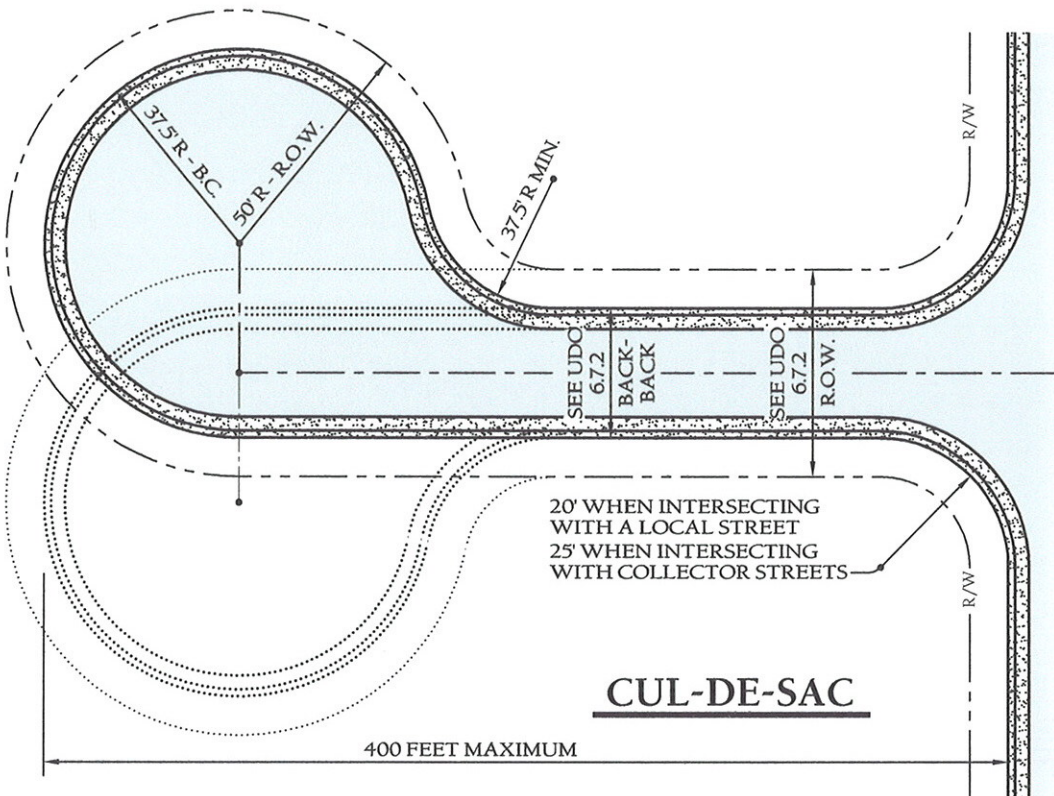 37.5' R - B.C.
50' R - R.O.W.
37.5' R MIN.
R/W
SEE UDO
6.7.2
BACK-
BACK
SEE UDO
6.7.2
R.O.W.
20' WHEN INTERSECTING
WITH A LOCAL STREET
25' WHEN INTERSECTING
WITH COLLECTOR STREETS
R/W
CUL-DE-SAC
400 FEET MAXIMUM